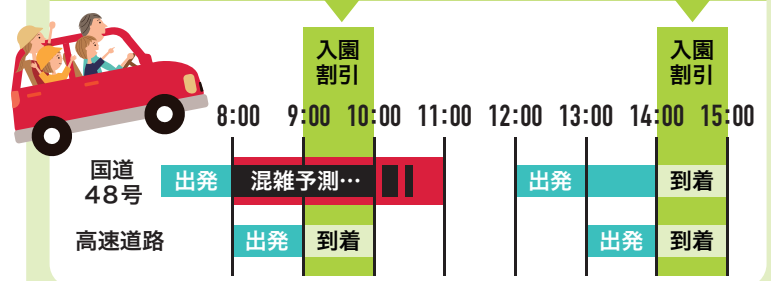 入園
割引
入園
割引
8:00 9:00 10:00 11:00 12:00 13:00 14:00 15:00
国道
48号
出発 混雑予測… 出発 到着
高速道路 出発 到着 出発 到着